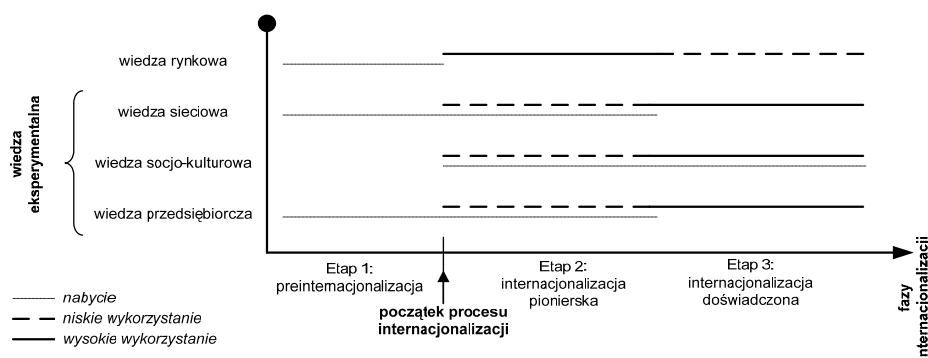 wiedza rynkowa
wiedza sieciowa
wiedza socjo-kulturowa
wiedza przedsiębiorcza
wiedza
eksperymentalna
Etap 1:
preinternacjonalizacja
Etap 2:
internacjonalizacja
pionierska
Etap 3:
internacjonalizacja
doświadczona
początek procesu
internacjonalizacji
fazy
nternacionalizacii
nabycie
niskie wykorzystanie
wysokie wykorzystanie